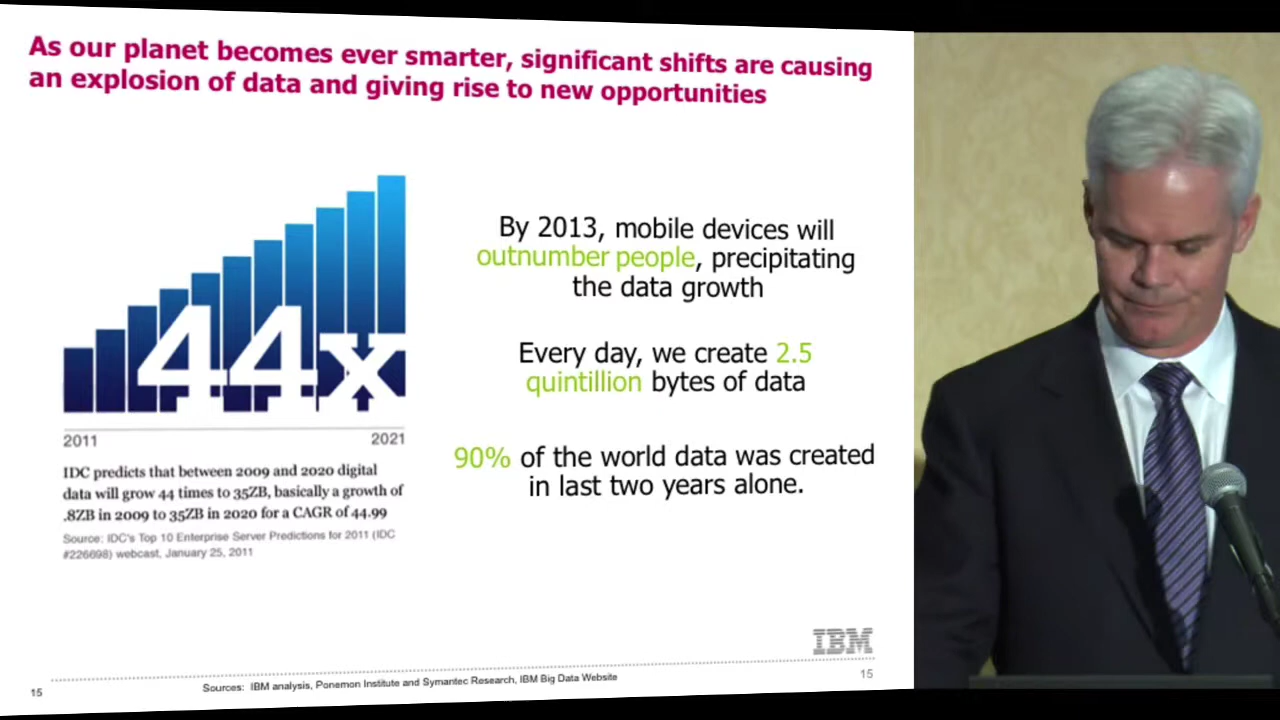 As our planet becomes ever smarter, significant shifts are causing
an explosion of data and giving rise to new opportunities
44x
2011
2021
IDC predicts that between 2009 and 2020 digital
data will grow 44 times to 35ZB, basically a growth of
.8ZB in 2009 to 35ZB in 2020 for a CAGR of 44.99
Source: IDC's Top 10 Enterprise Server Predictions for 2011 (IDC
#226698) webcast, January 25, 2011
By 2013, mobile devices will
outnumber people, precipitating
the data growth
Every day, we create 2.5
quintillion bytes of data
90% of the world data was created
in last two years alone.
IBM
15
Sources: IBM analysis, Ponemon Institute and Symantec Research, IBM Big Data Website
15